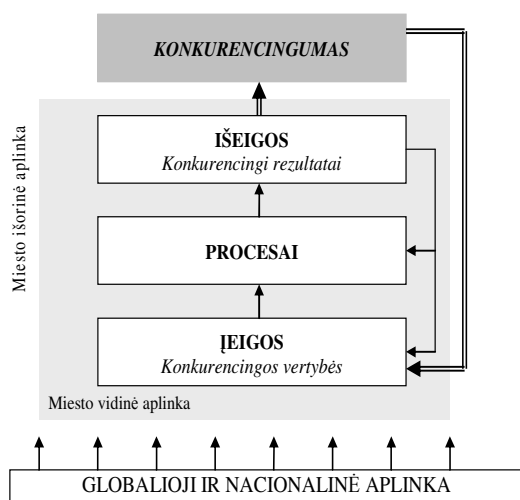 KONKURENCINGUMAS
Miesto išorinė aplinka
IŠEIGOS
Konkurencingi rezultatai
PROCESAI
ĮEIGOS
Konkurencingos vertybės
Miesto vidinė aplinka
GLOBALIOJI IR NACIONALINĖ APLINKA